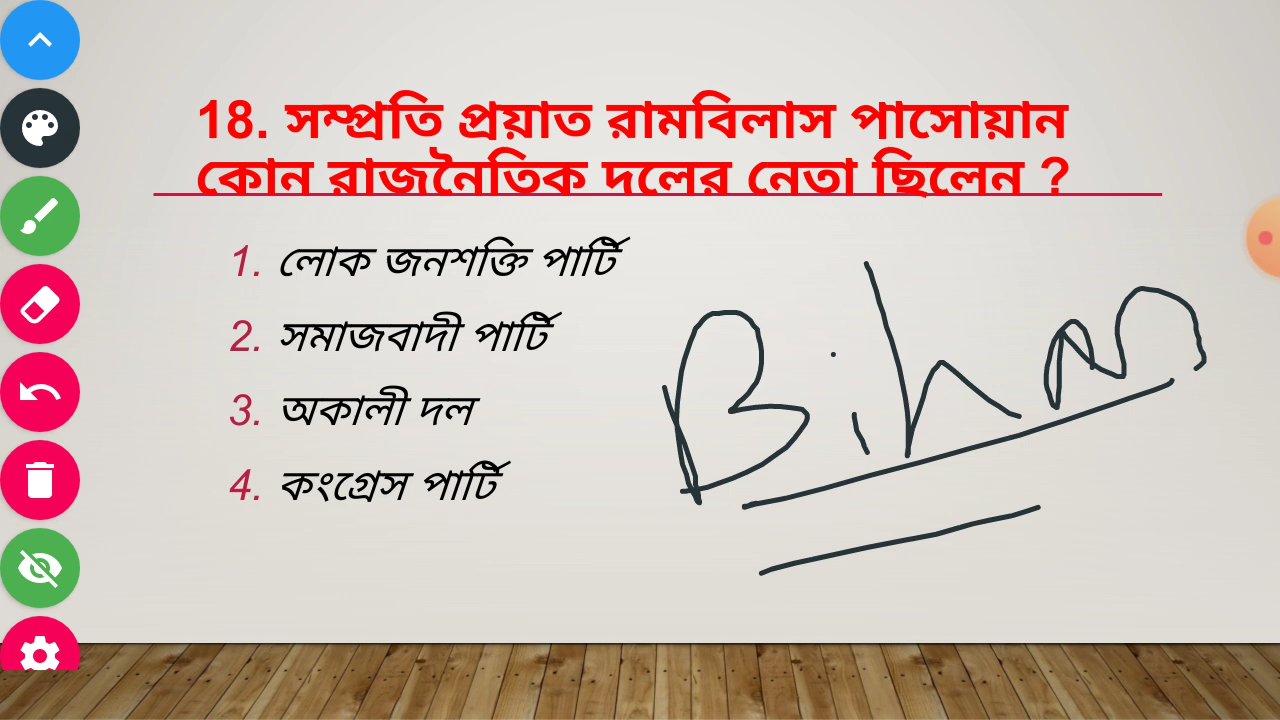 18. সম্প্রতি প্রয়াত রামবিলাস পাসোয়ান
কোন রাজনৈতিক দলের নেতা ছিলেন ?
1. লোক জনশক্তি পার্টি
2. সমাজবাদী পার্টি
3. অকালী দল
4. কংগ্রেস পার্টি
Bihar